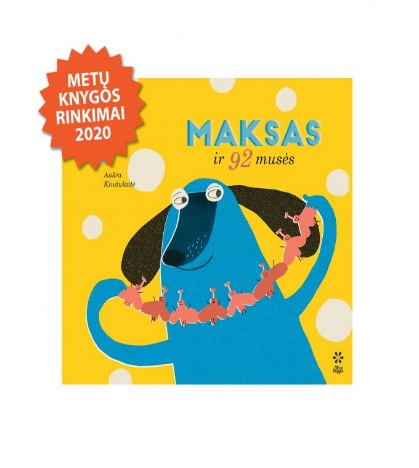 METŲ
KNYGOS
RINKIMAI
2020
MAKSAS
ir 92 musės
Aušra
Kiudulaitė